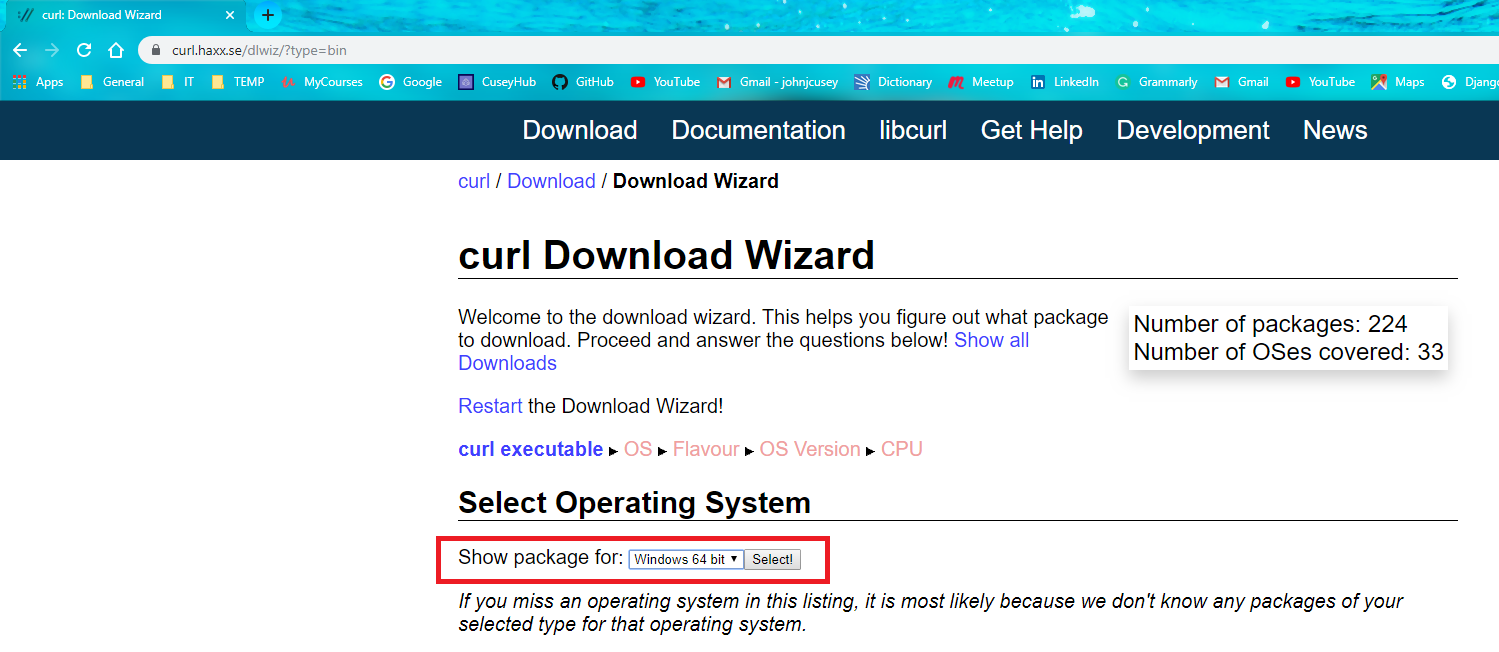 curl: Download Wizard
curl.haxx.se/dlwiz/?type=bin
Apps General IT TEMP MyCourses Google CuseyHub GitHub YouTube Gmail - johnjcusey Dictionary Meetup LinkedIn Grammarly Gmail YouTube Maps Django
Download Documentation libcurl Get Help Development News
curl / Download / Download Wizard
curl Download Wizard
Welcome to the download wizard. This helps you figure out what package
to download. Proceed and answer the questions below! Show all
Downloads
Number of packages: 224
Number of OSes covered: 33
Restart the Download Wizard!
curl executable ▸ OS ▸ Flavour ▸ OS Version ▸ CPU
Select Operating System
Show package for: Windows 64 bit Select!
If you miss an operating system in this listing, it is most likely because we don't know any packages of your
selected type for that operating system.